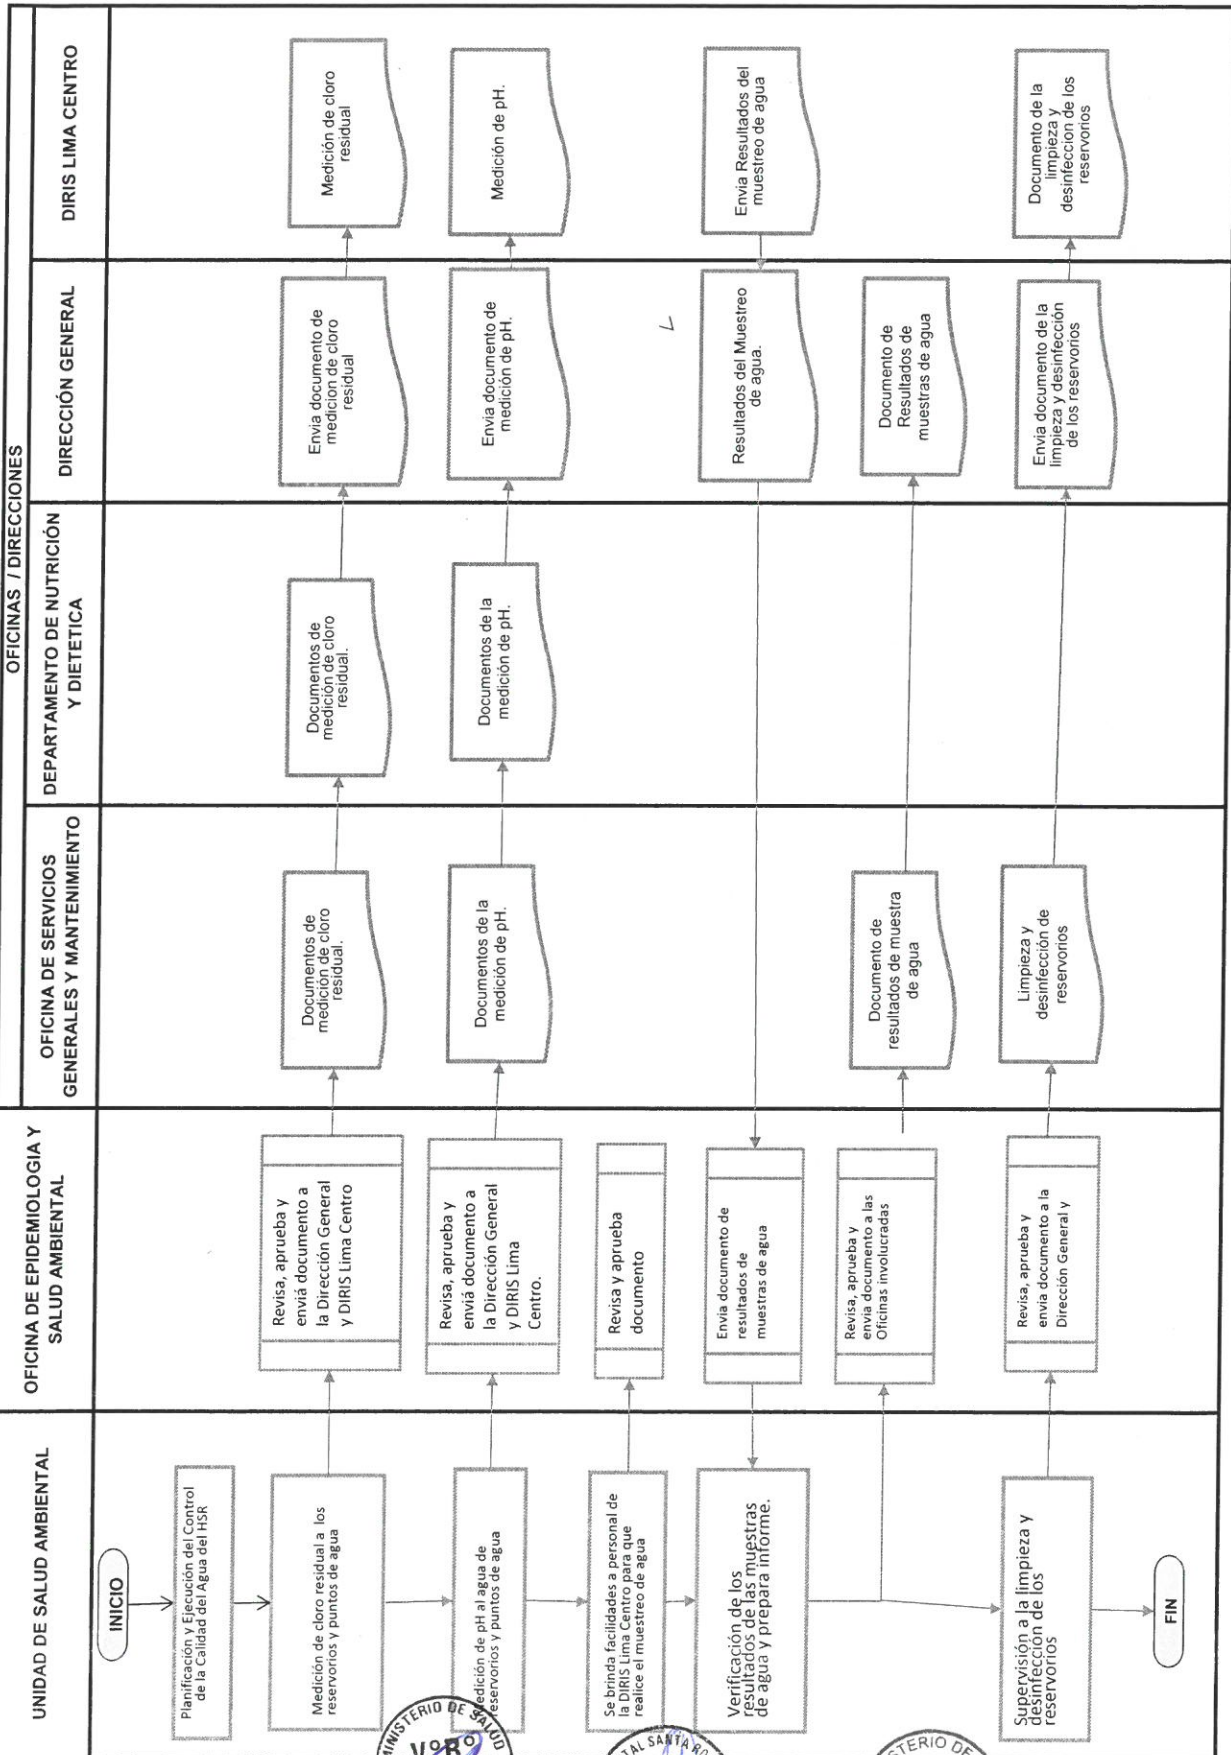 OFICINAS / DIRECCIONES
UNIDAD DE SALUD AMBIENTAL
OFICINA DE EPIDEMIOLOGIA Y
SALUD AMBIENTAL
OFICINA DE SERVICIOS
GENERALES Y MANTENIMIENTO
DEPARTAMENTO DE NUTRICIÓN
Y DIETETICA
DIRECCIÓN GENERAL
DIRIS LIMA CENTRO
INICIO
Planificación y Ejecución del Control
de la Calidad del Agua del HSR
Medición de cloro residual a los
reservorios y puntos de agua
Revisa, aprueba y
enviá documento a
la Dirección General
y DIRIS Lima Centro
Documentos de
medición de cloro
residual.
Documentos de
medición de cloro
residual.
Envia documento de
medicion de cloro
residual
Medición de cloro
residual
Medición de pH al agua de
reservorios y puntos de agua
Revisa, aprueba y
enviá documento a
la Dirección General
y DIRIS Lima
Centro.
Documentos de la
medición de pH.
Documentos de la
medición de pH.
Envia documento de
medición de pH.
Medición de pH.
Se brinda facilidades a personal de
la DIRIS Lima Centro para que
realice el muestreo de agua
Revisa y aprueba
documento
Verificación de los
resultados de las muestras
de agua y prepara informe.
Envia documento de
resultados de
muestras de agua
Resultados del Muestreo
de agua.
Envia Resultados del
muestreo de agua
Revisa, aprueba y
envia documento a las
Oficinas involucradas
Documento de
resultados de muestra
de agua
Documento de
Resultados de
muestras de agua
Supervisión a la limpieza y
desinfección de los
reservorios
Revisa, aprueba y
envia documento a la
Dirección General y
Limpieza y
desinfección de
reservorios
Envia documento de la
limpieza y desinfección
de los reservorios
Documento de la
limpieza y
desinfeccion de los
reservorios
FIN
MINISTERIO DE SALUD
V°B°
TAL SANTA RO
STERIO DE